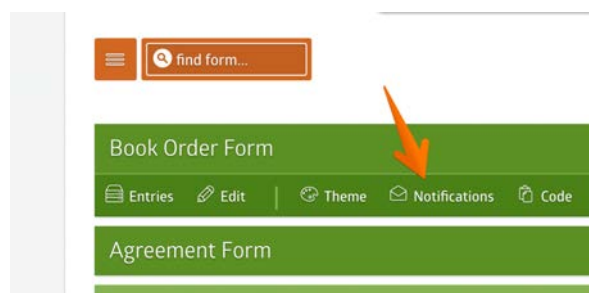 find form...
Book Order Form
Entries Edit Theme Notifications Code
Agreement Form